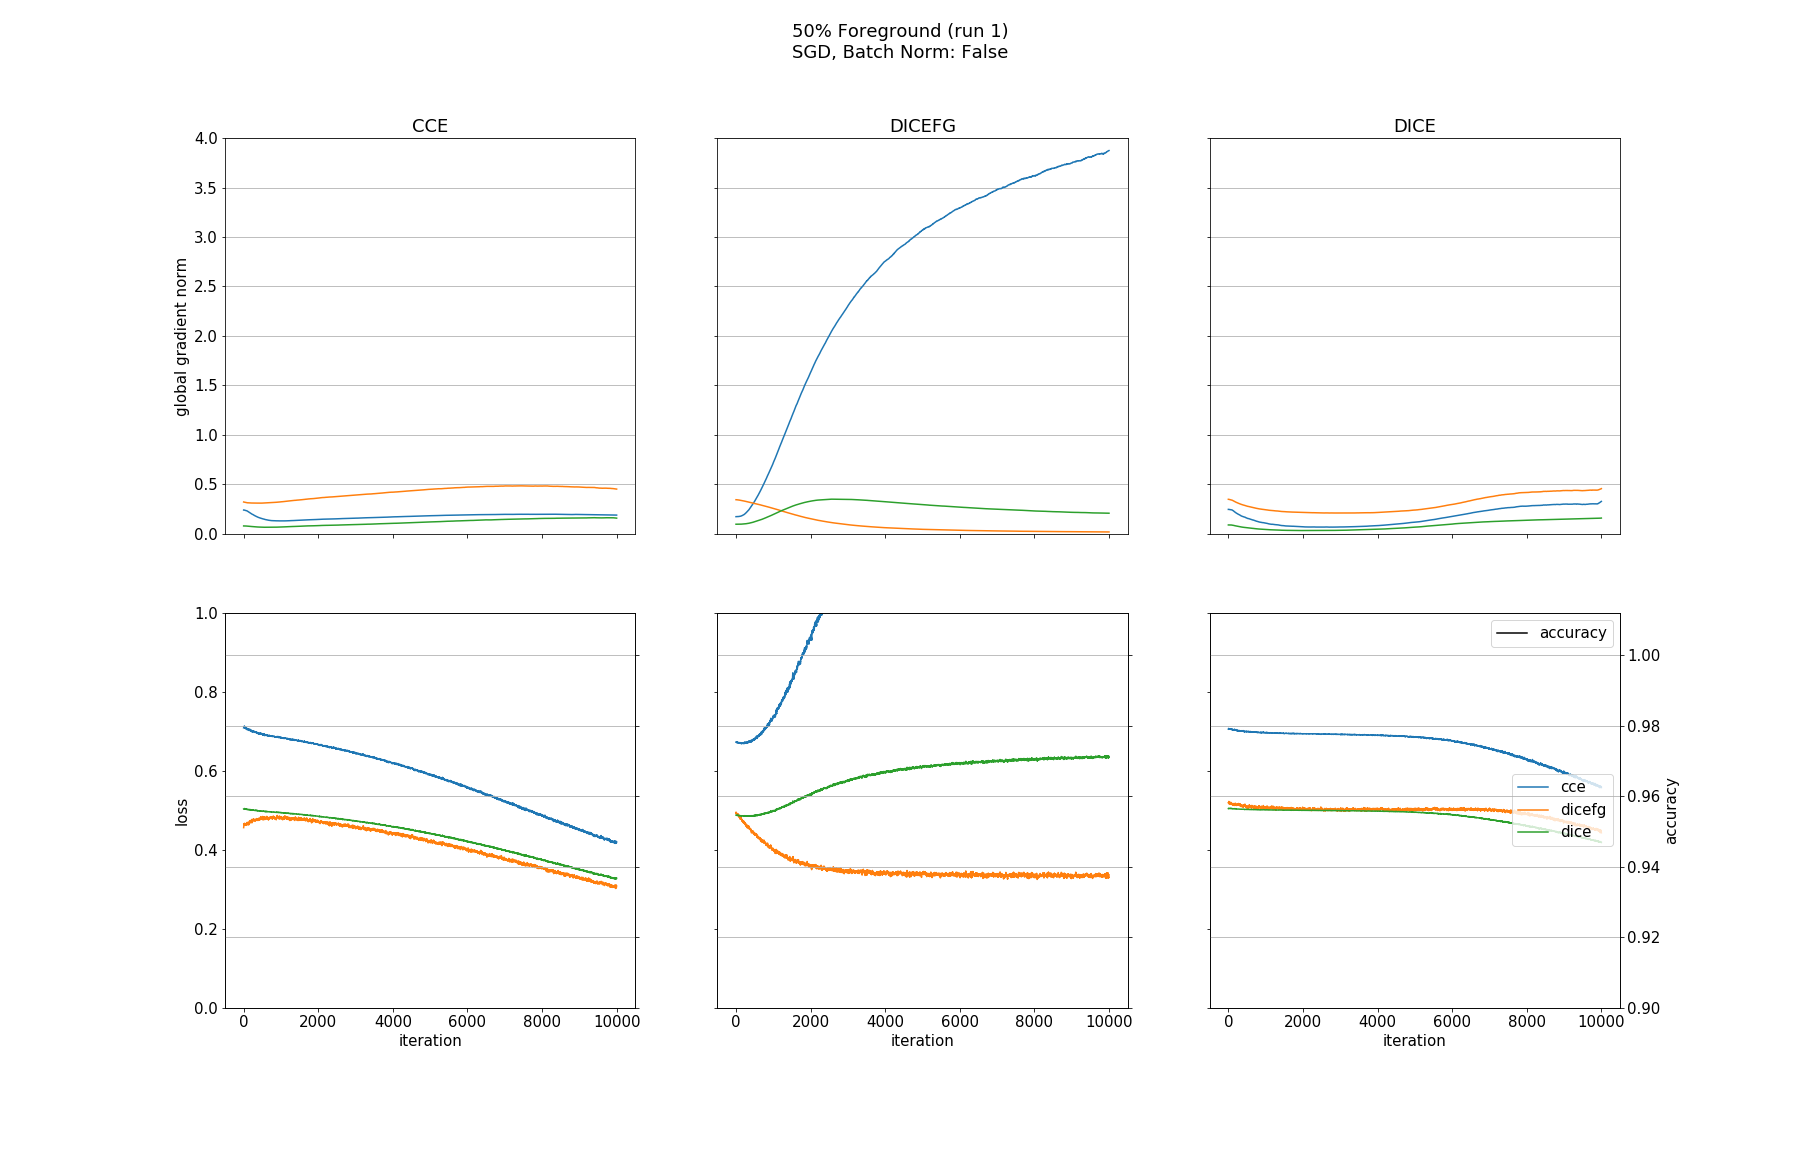 50% Foreground (run 1)
SGD, Batch Norm: False
CCE
DICEFG
DICE
4.0
3.5
3.0
2.5
2.0
1.5
1.0
0.5
0.0
global gradient norm
1.0
0.8
0.6
0.4
0.2
0.0
loss
0 2000 4000 6000 8000 10000
iteration
0 2000 4000 6000 8000 10000
iteration
accuracy
cce
dicefg
dice
1.00
0.98
0.96
0.94
0.92
0.90
accuracy
0 2000 4000 6000 8000 10000
iteration